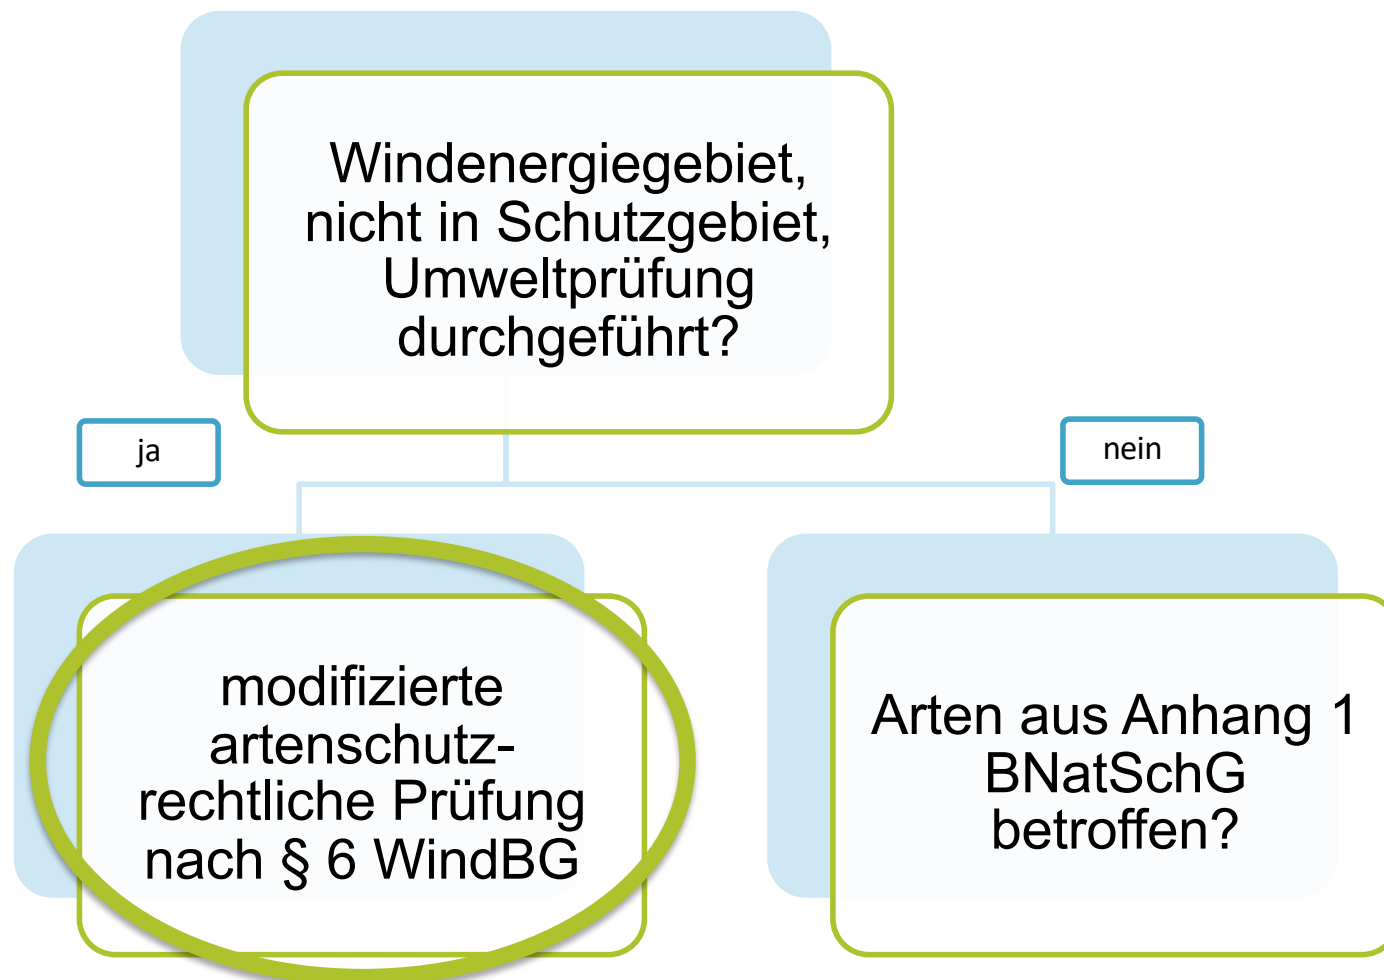 Windenergiegebiet,
nicht in Schutzgebiet,
Umweltprüfung
durchgeführt?
ja
nein
modifizierte
artenschutz-
rechtliche Prüfung
nach § 6 WindBG
Arten aus Anhang 1
BNatSchG
betroffen?